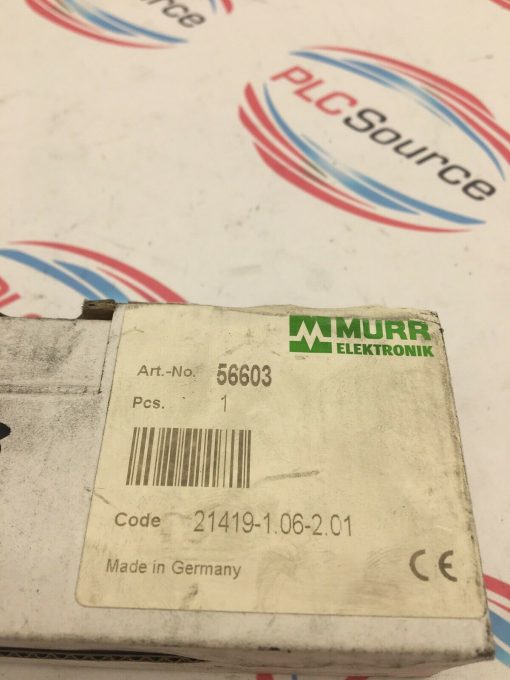 Source
PLCSource
PLC
MURR
ELEKTRONIK
Art.-No. 56603
Pcs. 1
Code 21419-1.06-2.01
Made in Germany
CE